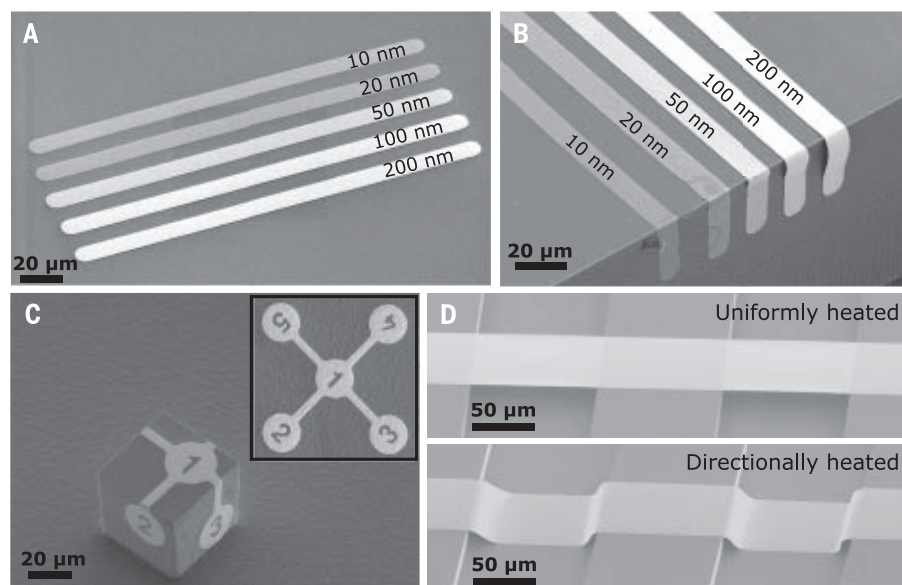 A
10 nm
20 nm
50 nm
100 nm
200 nm
20 μm
B
200 nm
100 nm
50 nm
20 nm
10 nm
20 μm
C
1
2
3
20 μm
5
4
1
2
3
D
Uniformly heated
50 μm
Directionally heated
50 μm